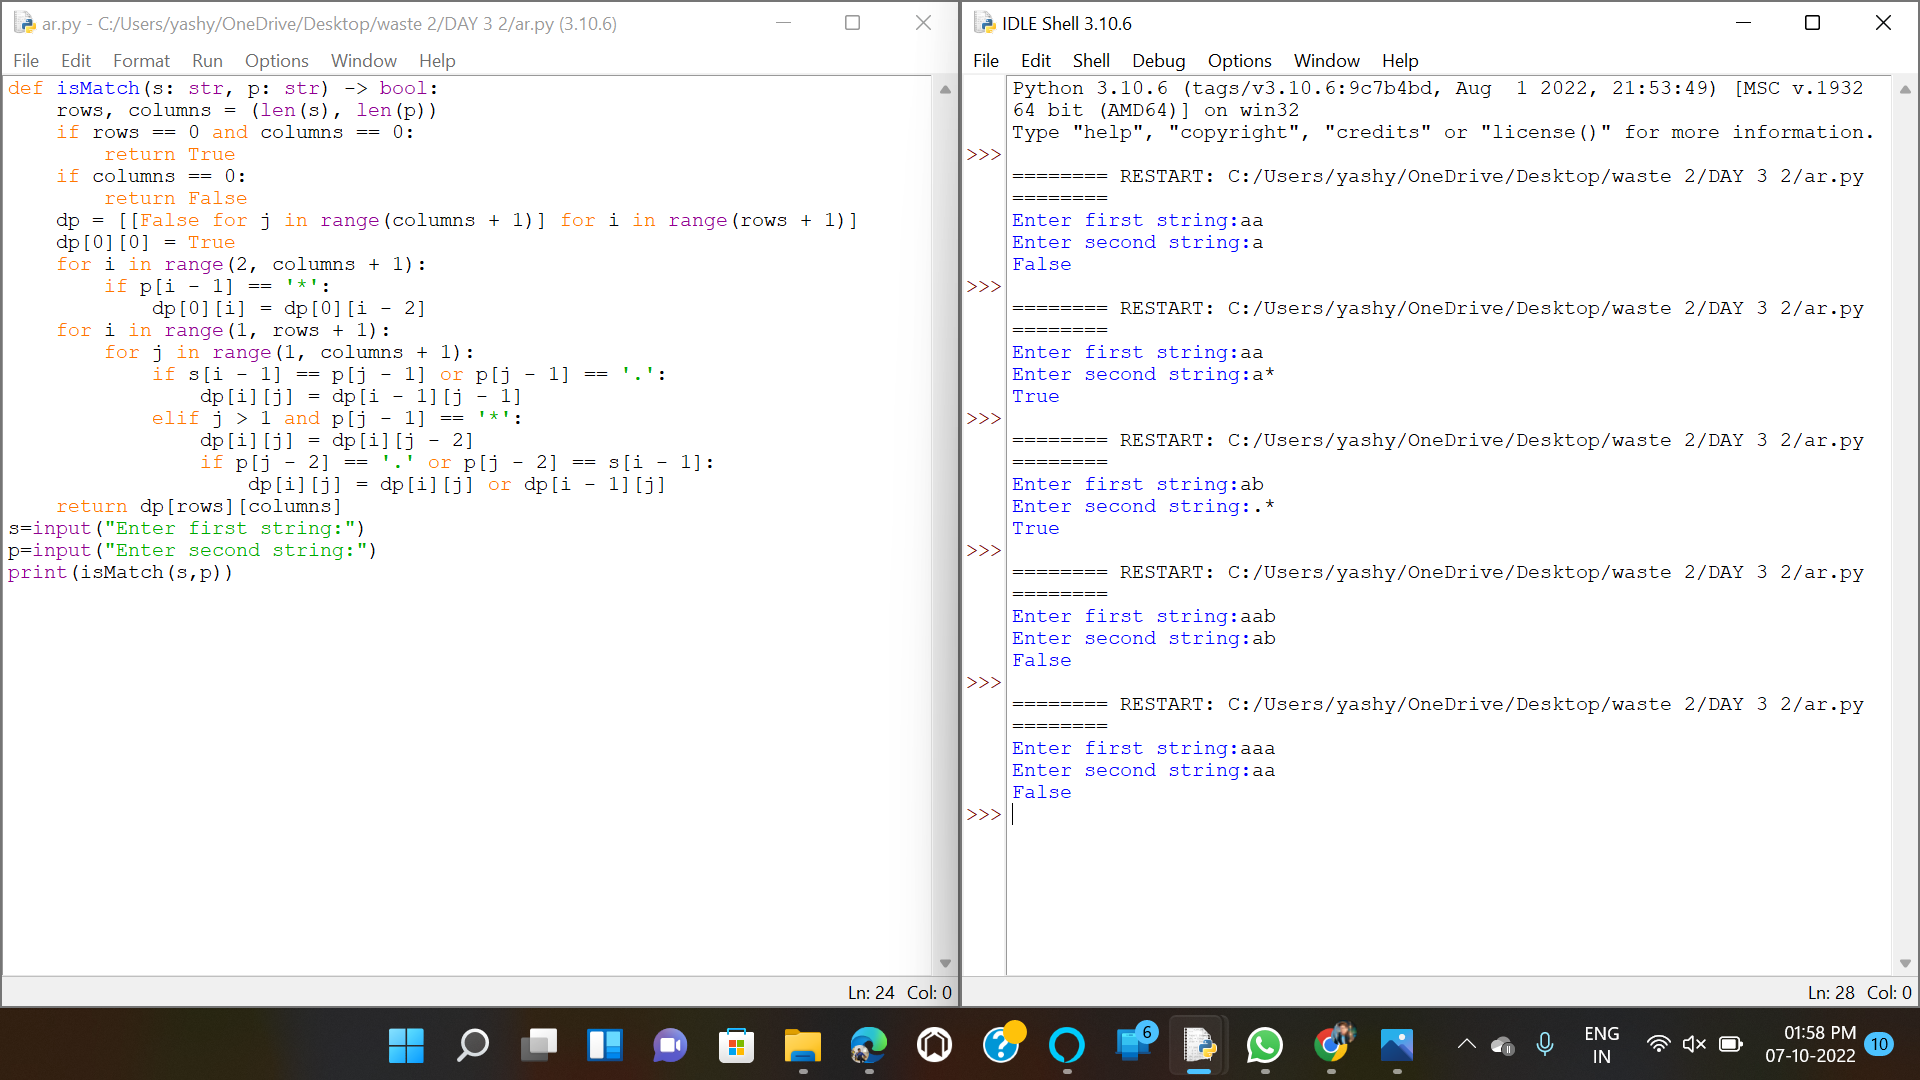 ar.py - C:/Users/yashy/OneDrive/Desktop/waste 2/DAY 3 2/ar.py (3.10.6)
File Edit Format Run Options Window Help
def isMatch(s: str, p: str) -> bool:
    rows, columns = (len(s), len(p))
    if rows == 0 and columns == 0:
        return True
    if columns == 0:
        return False
    dp = [[False for j in range(columns + 1)] for i in range(rows + 1)]
    dp[0][0] = True
    for i in range(2, columns + 1):
        if p[i - 1] == '*':
            dp[0][i] = dp[0][i - 2]
    for i in range(1, rows + 1):
        for j in range(1, columns + 1):
            if s[i - 1] == p[j - 1] or p[j - 1] == '.':
                dp[i][j] = dp[i - 1][j - 1]
            elif j > 1 and p[j - 1] == '*':
                dp[i][j] = dp[i][j - 2]
                if p[j - 2] == '.' or p[j - 2] == s[i - 1]:
                    dp[i][j] = dp[i][j] or dp[i - 1][j]
    return dp[rows][columns]
s=input("Enter first string:")
p=input("Enter second string:")
print(isMatch(s,p))
Ln: 24 Col: 0
IDLE Shell 3.10.6
File Edit Shell Debug Options Window Help
Python 3.10.6 (tags/v3.10.6:9c7b4bd, Aug  1 2022, 21:53:49) [MSC v.1932
64 bit (AMD64)] on win32
Type "help", "copyright", "credits" or "license()" for more information.
>>>
======== RESTART: C:/Users/yashy/OneDrive/Desktop/waste 2/DAY 3 2/ar.py
========
Enter first string:aa
Enter second string:a
False
>>>
======== RESTART: C:/Users/yashy/OneDrive/Desktop/waste 2/DAY 3 2/ar.py
========
Enter first string:aa
Enter second string:a*
True
>>>
======== RESTART: C:/Users/yashy/OneDrive/Desktop/waste 2/DAY 3 2/ar.py
========
Enter first string:ab
Enter second string:.*
True
>>>
======== RESTART: C:/Users/yashy/OneDrive/Desktop/waste 2/DAY 3 2/ar.py
========
Enter first string:aab
Enter second string:ab
False
>>>
======== RESTART: C:/Users/yashy/OneDrive/Desktop/waste 2/DAY 3 2/ar.py
========
Enter first string:aaa
Enter second string:aa
False
>>>
Ln: 28 Col: 0
6
ENG
IN
01:58 PM
07-10-2022
10